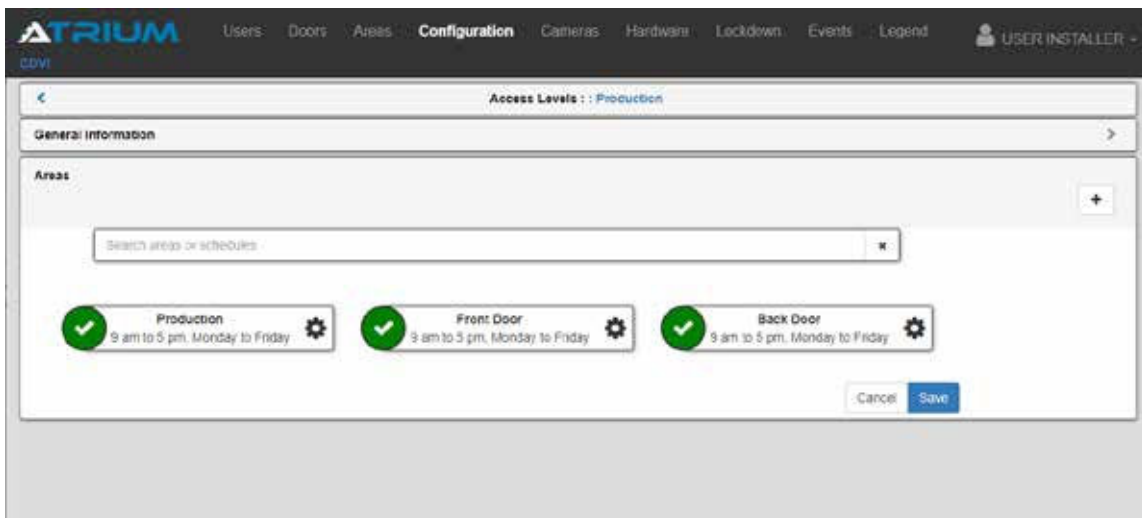 ATRIUM
CDVI
Users Doors Areas Configuration Cameras Hardware Lockdown Events Legend USER INSTALLER
Access Levels : : Production
General Information
Areas
+
Search areas or schedules
Production
9 am to 5 pm, Monday to Friday
Front Door
9 am to 5 pm, Monday to Friday
Back Door
9 am to 5 pm, Monday to Friday
Cancel Save